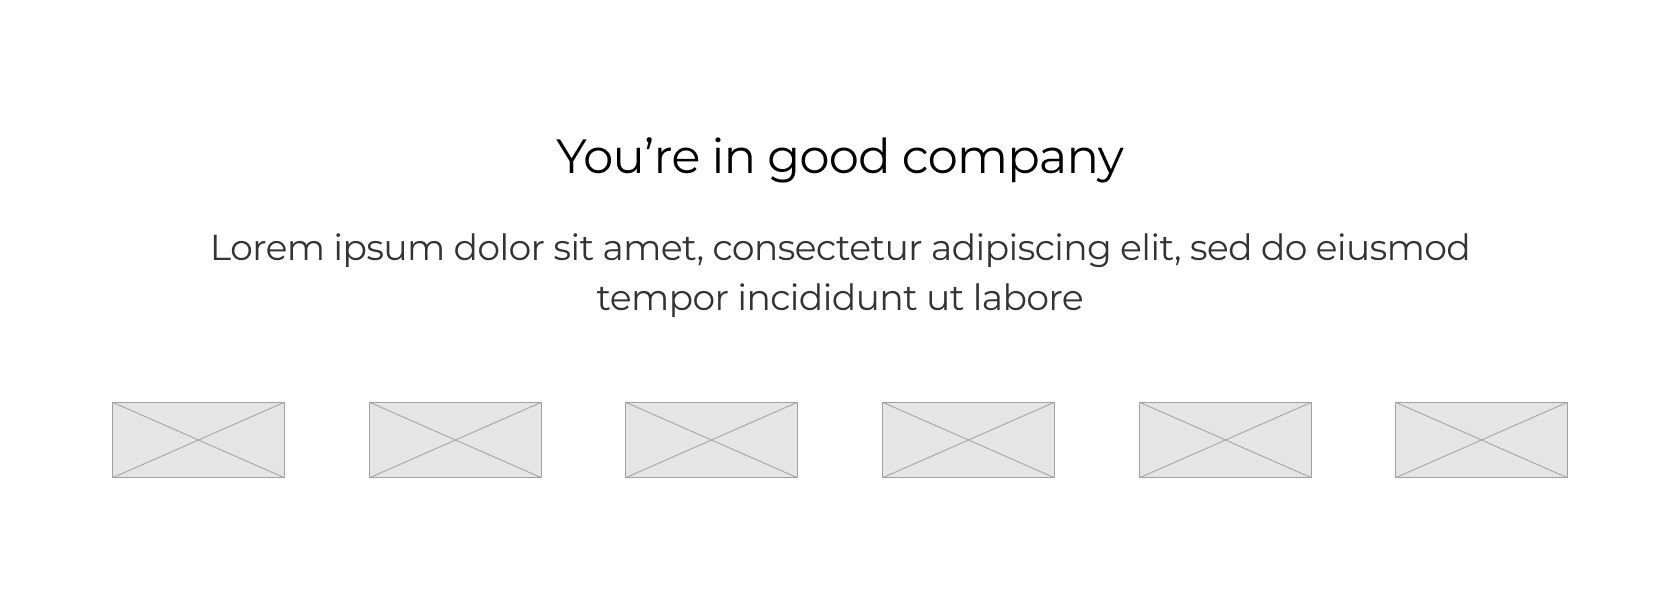 You’re in good company
Lorem ipsum dolor sit amet, consectetur adipiscing elit, sed do eiusmod
tempor incididunt ut labore